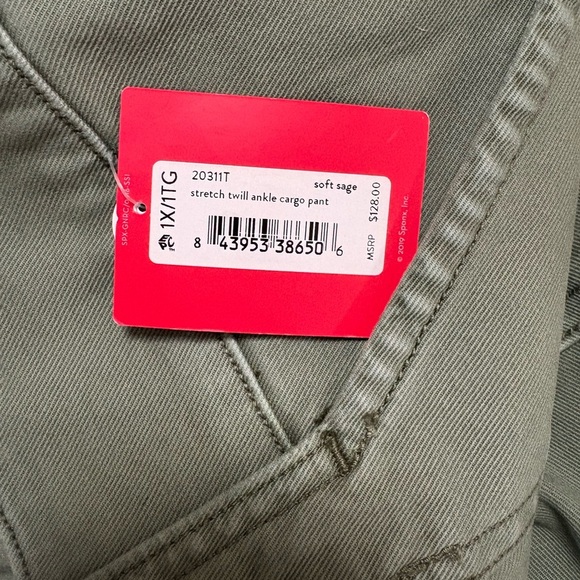 20311T
soft sage
stretch twill ankle cargo pant
1X/1TG
8 43953 38650 6
MSRP $128.00
© 2019 Spanx, Inc.